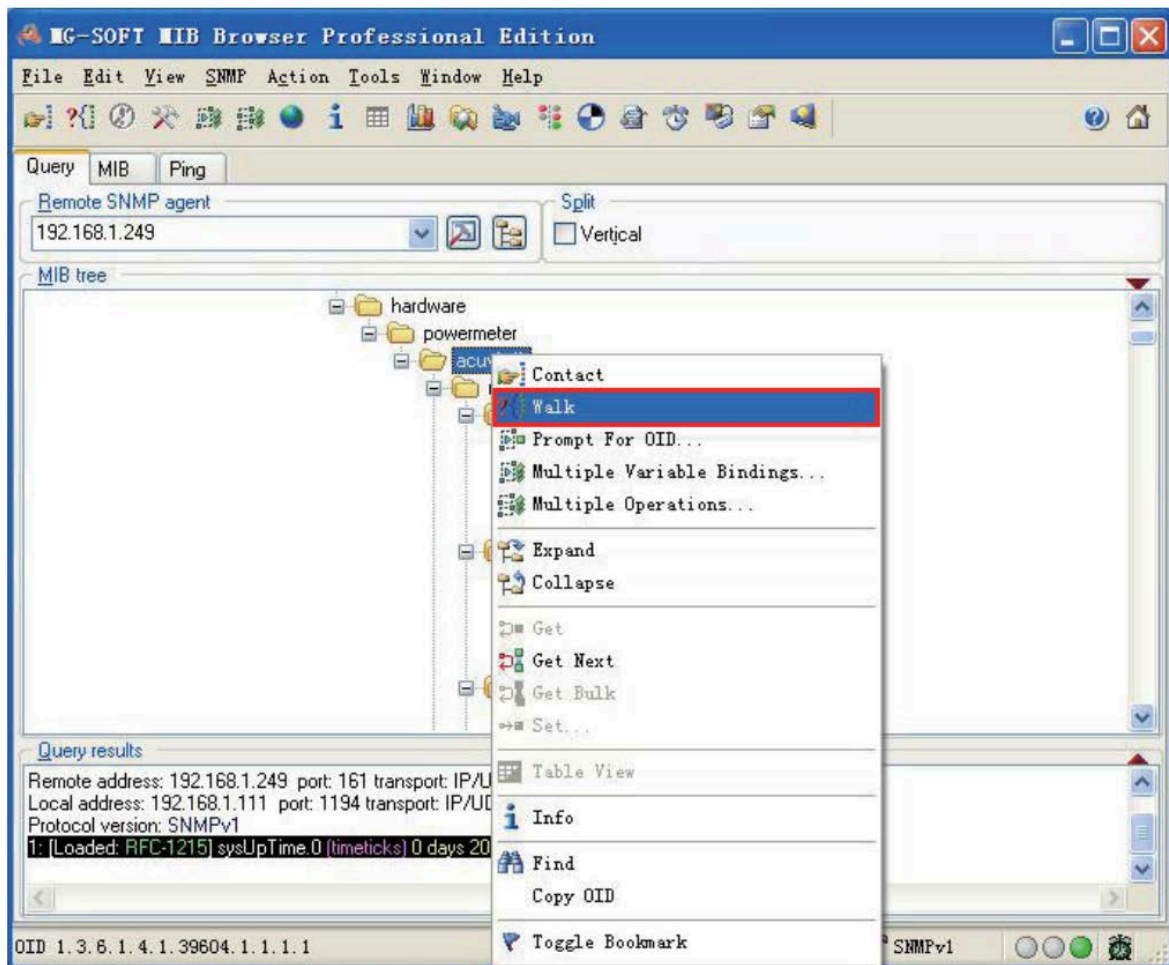 MG-SOFT MIB Browser Professional Edition
File Edit View SNMP Action Tools Window Help
Query MIB Ping
Remote SNMP agent
Split
192.168.1.249
Vertical
MIB tree
hardware
powermeter
Contact
Walk
Prompt For OID...
Multiple Variable Bindings...
Multiple Operations...
Expand
Collapse
Get
Get Next
Get Bulk
Set...
Table View
Info
Find
Copy OID
Toggle Bookmark
Query results
Remote address: 192.168.1.249 port: 161 transport: IP/U
Local address: 192.168.1.111 port: 1194 transport: IP/UD
Protocol version: SNMPv1
1: [Loaded: RFC-1215] sysUpTime.0 (timeticks) 0 days 20
OID 1.3.6.1.4.1.39604.1.1.1.1
SNMPv1